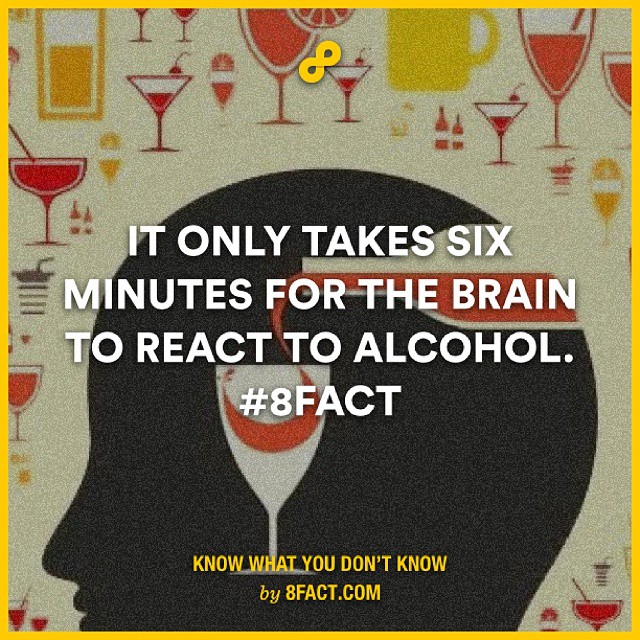 IT ONLY TAKES SIX
MINUTES FOR THE BRAIN
TO REACT TO ALCOHOL.
#8FACT
KNOW WHAT YOU DON'T KNOW
by 8FACT.COM